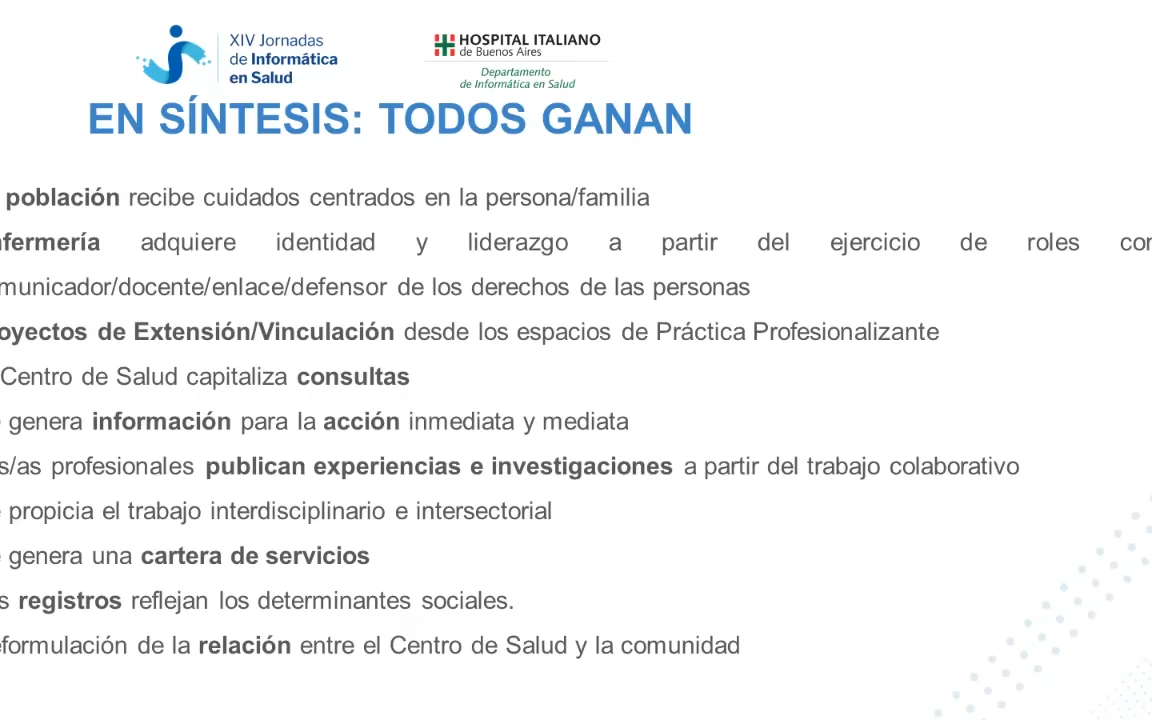 XIV Jornadas
de Informática
en Salud
HOSPITAL ITALIANO
de Buenos Aires
Departamento
de Informática en Salud
EN SÍNTESIS: TODOS GANAN
población recibe cuidados centrados en la persona/familia
nfermería adquiere identidad y liderazgo a partir del ejercicio de roles cor
municador/docente/enlace/defensor de los derechos de las personas
oyectos de Extensión/Vinculación desde los espacios de Práctica Profesionalizante
Centro de Salud capitaliza consultas
genera información para la acción inmediata y mediata
s/as profesionales publican experiencias e investigaciones a partir del trabajo colaborativo
propicia el trabajo interdisciplinario e intersectorial
genera una cartera de servicios
s registros reflejan los determinantes sociales.
eformulación de la relación entre el Centro de Salud y la comunidad